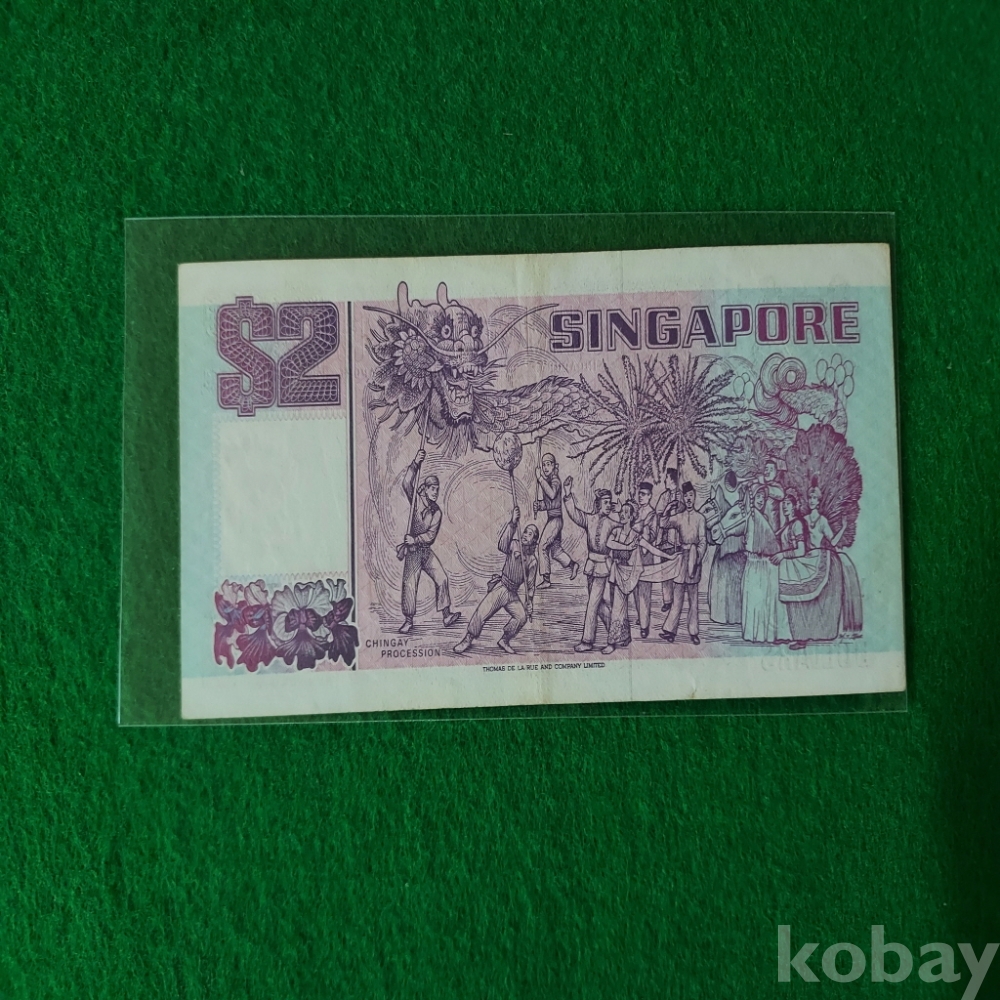 $2
SINGAPORE
CHINGAY
PROCESSION
THOMAS DE LA RUE AND COMPANY LIMITED
kobay